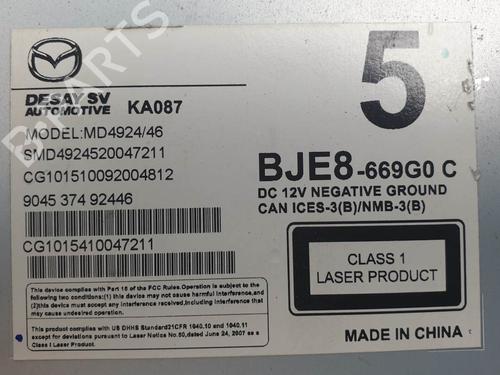 5
DESAY SV
AUTOMOTIVE KA087
MODEL:MD4924/46
SMD4924520047211
CG101510092004812
9045 374 92446
CG1015410047211
BJE8-669G0 C
DC 12V NEGATIVE GROUND
CAN ICES-3(B)/NMB-3(B)
CLASS 1
LASER PRODUCT
This device complies with Part 15 of the FCC Rules.Operation is subject to the
following two conditions:(1) this device may not cause harmful interference,and
(2)this device must accept any interference received,including interference that
may cause undesired operation.
This product complies with US DHHS Standard21CFR 1040.10 and 1040.11
except for deviations pursuant to Laser Notice No.50,dated June 24, 2007 as a
Class I Laser Product.
MADE IN CHINA
B-PARTS